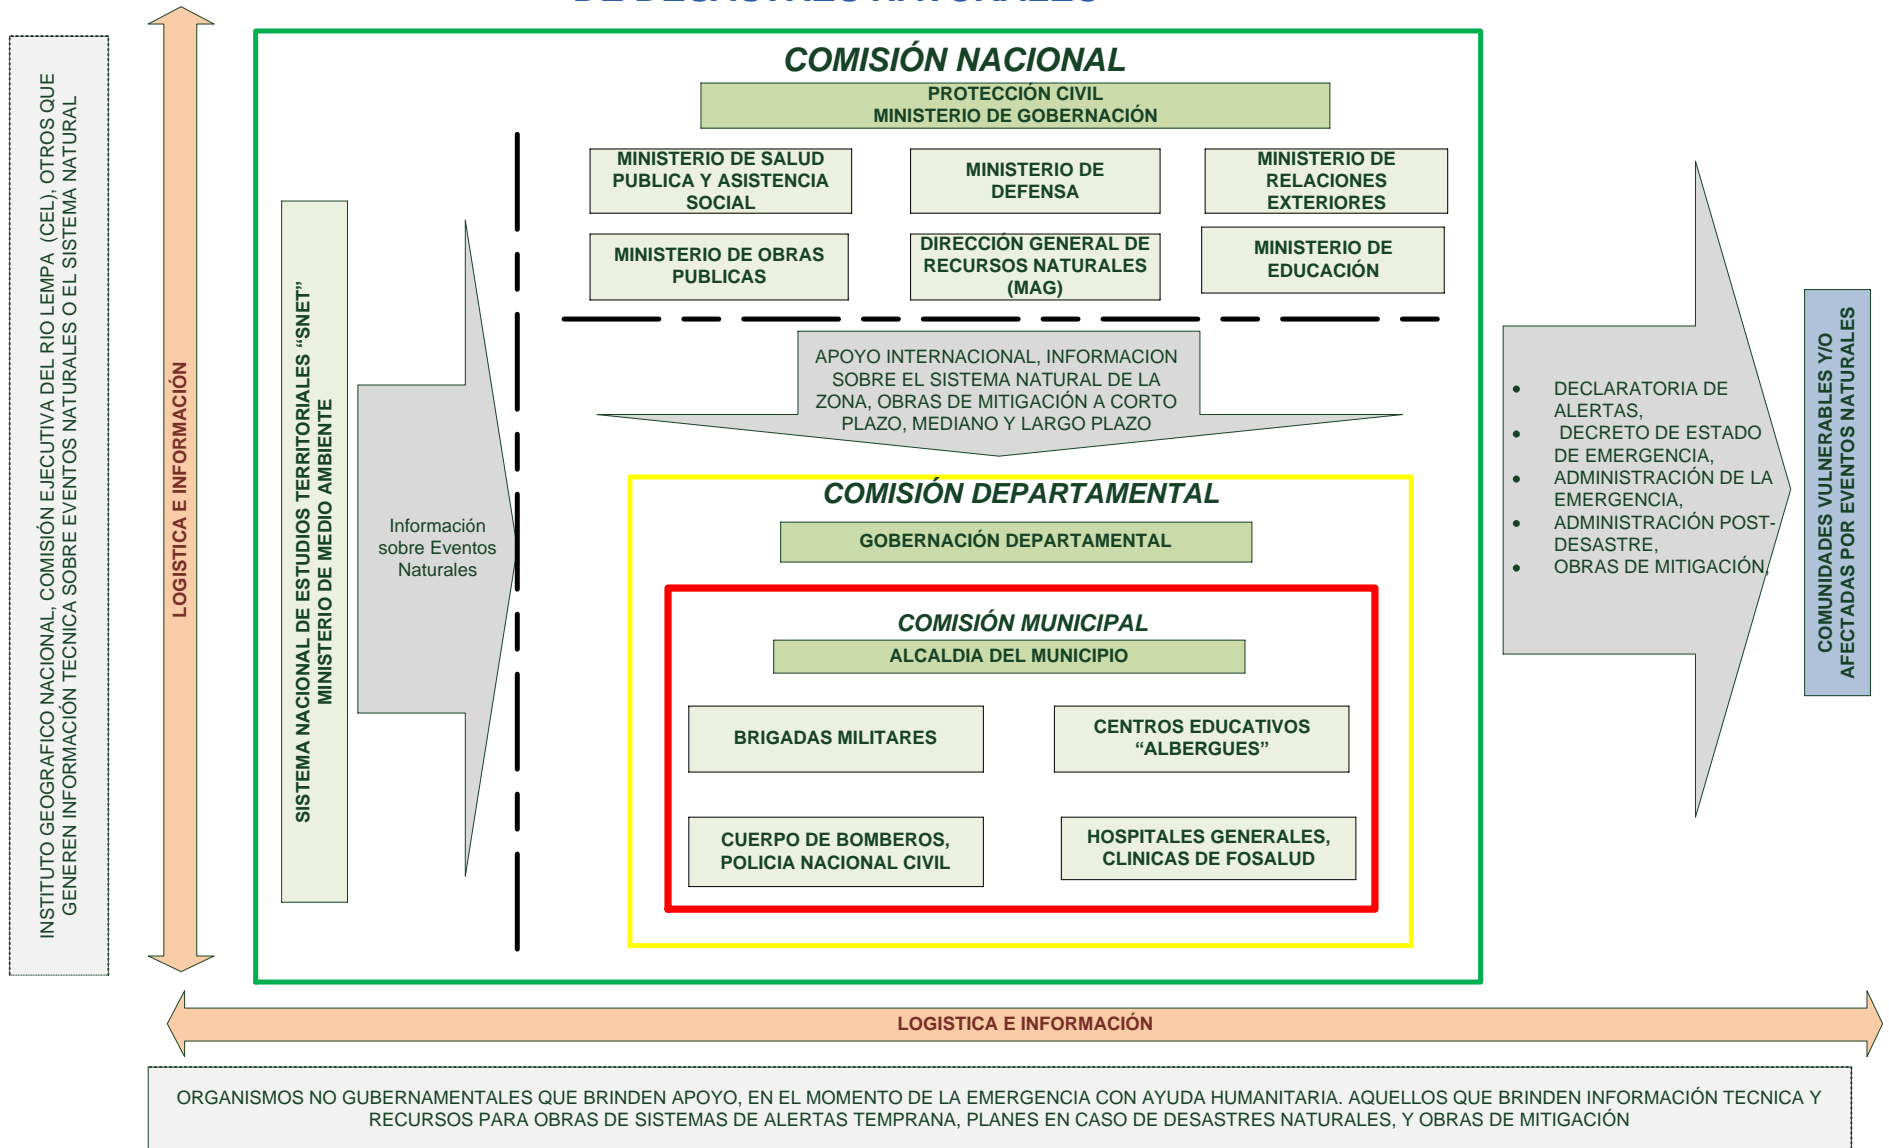 DE DECASTRES NATURALES
INSTITUTO GEOGRAFICO NACIONAL, COMISIÓN EJECUTIVA DEL RIO LEMPA (CEL), OTROS QUE
GENEREN INFORMACIÓN TECNICA SOBRE EVENTOS NATURALES O EL SISTEMA NATURAL
LOGISTICA E INFORMACIÓN
COMISIÓN NACIONAL
PROTECCIÓN CIVIL
MINISTERIO DE GOBERNACIÓN
MINISTERIO DE SALUD
PUBLICA Y ASISTENCIA
SOCIAL
MINISTERIO DE
DEFENSA
MINISTERIO DE
RELACIONES
EXTERIORES
MINISTERIO DE OBRAS
PUBLICAS
DIRECCIÓN GENERAL DE
RECURSOS NATURALES
(MAG)
MINISTERIO DE
EDUCACIÓN
SISTEMA NACIONAL DE ESTUDIOS TERRITORIALES “SNET”
MINISTERIO DE MEDIO AMBIENTE
Información
sobre Eventos
Naturales
APOYO INTERNACIONAL, INFORMACION
SOBRE EL SISTEMA NATURAL DE LA
ZONA, OBRAS DE MITIGACIÓN A CORTO
PLAZO, MEDIANO Y LARGO PLAZO
COMISIÓN DEPARTAMENTAL
GOBERNACIÓN DEPARTAMENTAL
COMISIÓN MUNICIPAL
ALCALDIA DEL MUNICIPIO
BRIGADAS MILITARES
CENTROS EDUCATIVOS
“ALBERGUES”
CUERPO DE BOMBEROS,
POLICIA NACIONAL CIVIL
HOSPITALES GENERALES,
CLINICAS DE FOSALUD
• DECLARATORIA DE
ALERTAS,
• DECRETO DE ESTADO
DE EMERGENCIA,
• ADMINISTRACIÓN DE LA
EMERGENCIA,
• ADMINISTRACIÓN POST-
DESASTRE,
• OBRAS DE MITIGACIÓN,
COMUNIDADES VULNERABLES Y/O
AFECTADAS POR EVENTOS NATURALES
LOGISTICA E INFORMACIÓN
ORGANISMOS NO GUBERNAMENTALES QUE BRINDEN APOYO, EN EL MOMENTO DE LA EMERGENCIA CON AYUDA HUMANITARIA. AQUELLOS QUE BRINDEN INFORMACIÓN TECNICA Y
RECURSOS PARA OBRAS DE SISTEMAS DE ALERTAS TEMPRANA, PLANES EN CASO DE DESASTRES NATURALES, Y OBRAS DE MITIGACIÓN